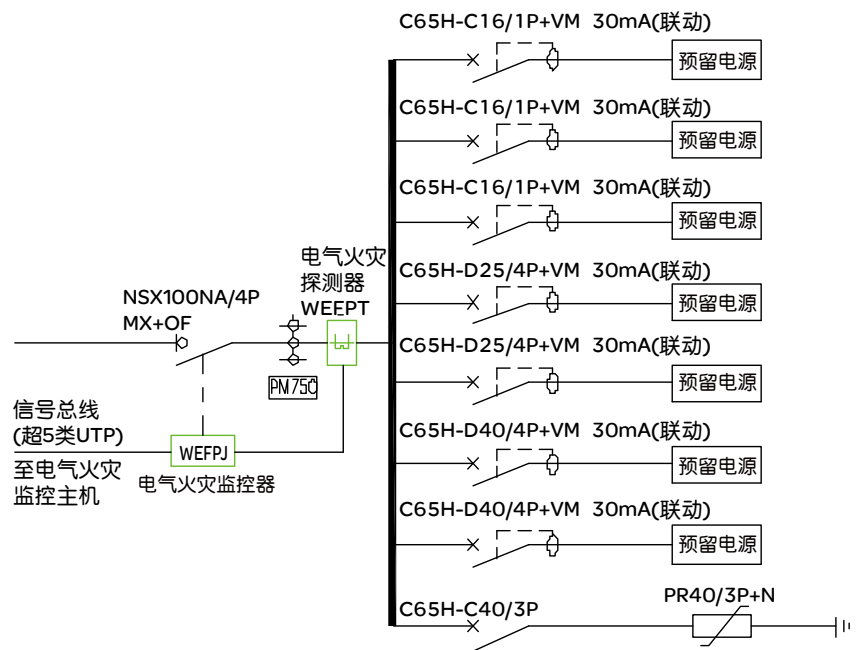 C65H-C16/1P+VM 30mA(联动)
预留电源
C65H-C16/1P+VM 30mA(联动)
预留电源
C65H-C16/1P+VM 30mA(联动)
预留电源
电气火灾
探测器
WEEPT
NSX100NA/4P
MX+OF
PM750
C65H-D25/4P+VM 30mA(联动)
预留电源
C65H-D25/4P+VM 30mA(联动)
预留电源
信号总线
(超5类UTP)
至电气火灾
监控主机
WEFPJ
电气火灾监控器
C65H-D40/4P+VM 30mA(联动)
预留电源
C65H-D40/4P+VM 30mA(联动)
预留电源
C65H-C40/3P
PR40/3P+N